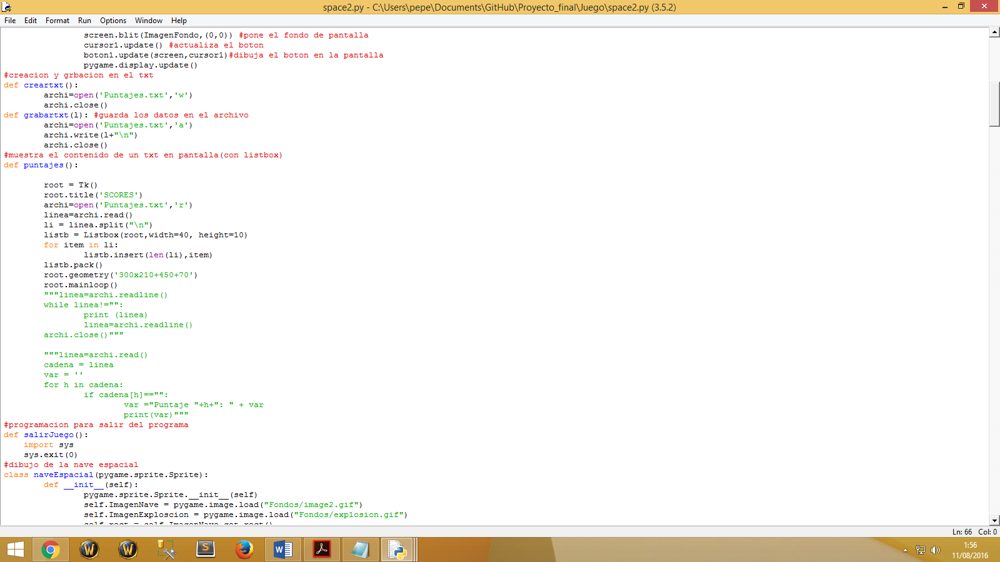 space2.py - C:\Users\pepe\Documents\GitHub\Proyecto_final\Juego\space2.py (3.5.2)
File Edit Format Run Options Window Help
screen.blit(ImagenFondo,(0,0)) #pone el fondo de pantalla
cursor1.update() #actualiza el boton
boton1.update(screen,cursor1)#dibuja el boton en la pantalla
pygame.display.update()
#creacion y grbacion en el txt
def creartxt():
archi=open('Puntajes.txt','w')
archi.close()
def grabartxt(l): #guarda los datos en el archivo
archi=open('Puntajes.txt','a')
archi.write(l+"\n")
archi.close()
#muestra el contenido de un txt en pantalla(con listbox)
def puntajes():
root = Tk()
root.title('SCORES')
archi=open('Puntajes.txt','r')
linea=archi.read()
li = linea.split("\n")
listb = Listbox(root,width=40, height=10)
for item in li:
listb.insert(len(li),item)
listb.pack()
root.geometry('300x210+450+70')
root.mainloop()
"""linea=archi.readline()
while linea!="":
print (linea)
linea=archi.readline()
archi.close()"""
"""linea=archi.read()
cadena = linea
var = ''
for h in cadena:
if cadena[h]=="":
var ="Puntaje "+h+": " + var
print(var)"""
#programacion para salir del programa
def salirJuego():
import sys
sys.exit(0)
#dibujo de la nave espacial
class naveEspacial(pygame.sprite.Sprite):
def __init__(self):
pygame.sprite.Sprite.__init__(self)
self.ImagenNave = pygame.image.load("Fondos/image2.gif")
self.ImagenExploscion = pygame.image.load("Fondos/explosion.gif")
self.rect = self.ImagenNave.get_rect()
Ln: 66 Col: 0
1:56
11/08/2016